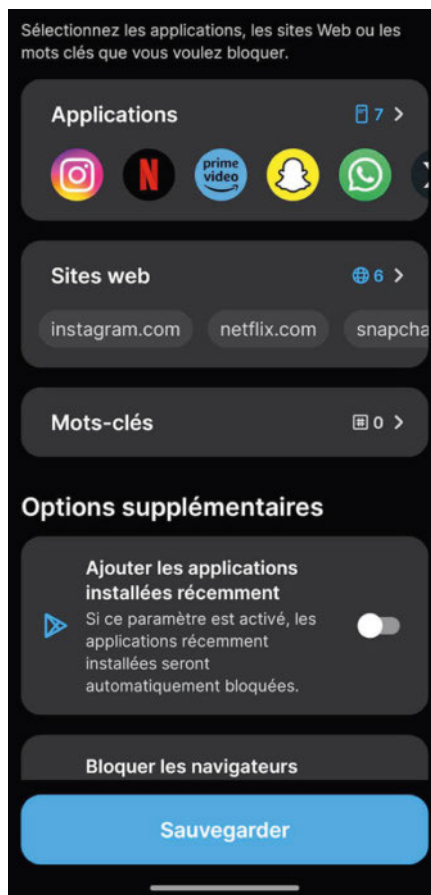 Sélectionnez les applications, les sites Web ou les
mots clés que vous voulez bloquer.
Applications
7
N
prime
video
Sites web
6
instagram.com
netflix.com
snapcha
Mots-clés
# 0
Options supplémentaires
Ajouter les applications
installées récemment
Si ce paramètre est activé, les
applications récemment
installées seront
automatiquement bloquées.
Bloquer les navigateurs
Sauvegarder